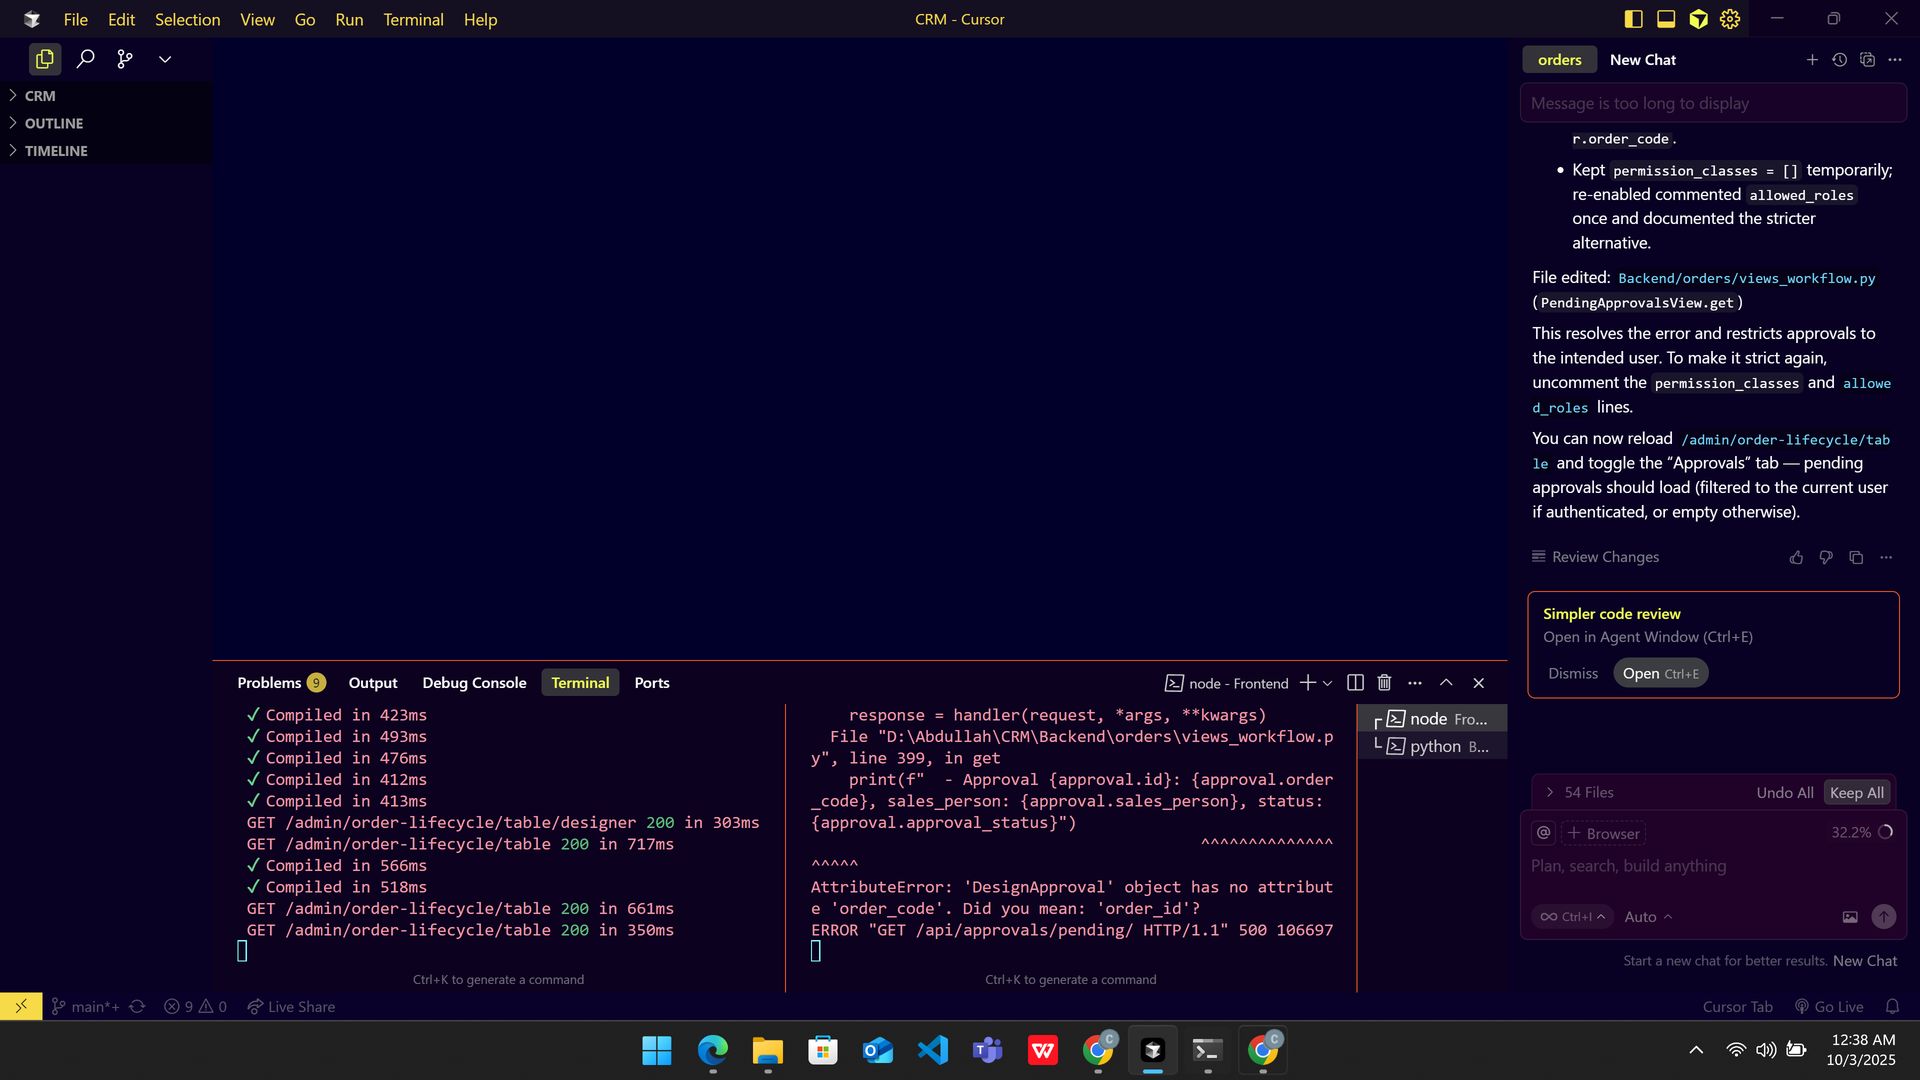 File Edit Selection View Go Run Terminal Help
CRM - Cursor
CRM
OUTLINE
TIMELINE
Problems 9 Output Debug Console Terminal Ports
node - Frontend
✓ Compiled in 423ms
✓ Compiled in 493ms
✓ Compiled in 476ms
✓ Compiled in 412ms
✓ Compiled in 413ms
GET /admin/order-lifecycle/table/designer 200 in 303ms
GET /admin/order-lifecycle/table 200 in 717ms
✓ Compiled in 566ms
✓ Compiled in 518ms
GET /admin/order-lifecycle/table 200 in 661ms
GET /admin/order-lifecycle/table 200 in 350ms
Ctrl+K to generate a command
response = handler(request, *args, **kwargs)
File "D:\Abdullah\CRM\Backend\orders\views_workflow.p
y", line 399, in get
print(f"  - Approval {approval.id}: {approval.order
_code}, sales_person: {approval.sales_person}, status:
{approval.approval_status}")
^^^^^^^^^^^^^^
^^^^^
AttributeError: 'DesignApproval' object has no attribut
e 'order_code'. Did you mean: 'order_id'?
ERROR "GET /api/approvals/pending/ HTTP/1.1" 500 106697
Ctrl+K to generate a command
node Fro...
python B...
orders New Chat
Message is too long to display
r.order_code.
• Kept permission_classes = [] temporarily;
re-enabled commented allowed_roles
once and documented the stricter
alternative.
File edited: Backend/orders/views_workflow.py
(PendingApprovalsView.get)
This resolves the error and restricts approvals to
the intended user. To make it strict again,
uncomment the permission_classes and allowe
d_roles lines.
You can now reload /admin/order-lifecycle/tab
le and toggle the “Approvals” tab — pending
approvals should load (filtered to the current user
if authenticated, or empty otherwise).
Review Changes
Simpler code review
Open in Agent Window (Ctrl+E)
Dismiss Open Ctrl+E
54 Files Undo All Keep All
@ + Browser 32.2%
Plan, search, build anything
∞ Ctrl+I Auto
Start a new chat for better results. New Chat
main*+ 9 0 Live Share
Cursor Tab Go Live
12:38 AM
10/3/2025